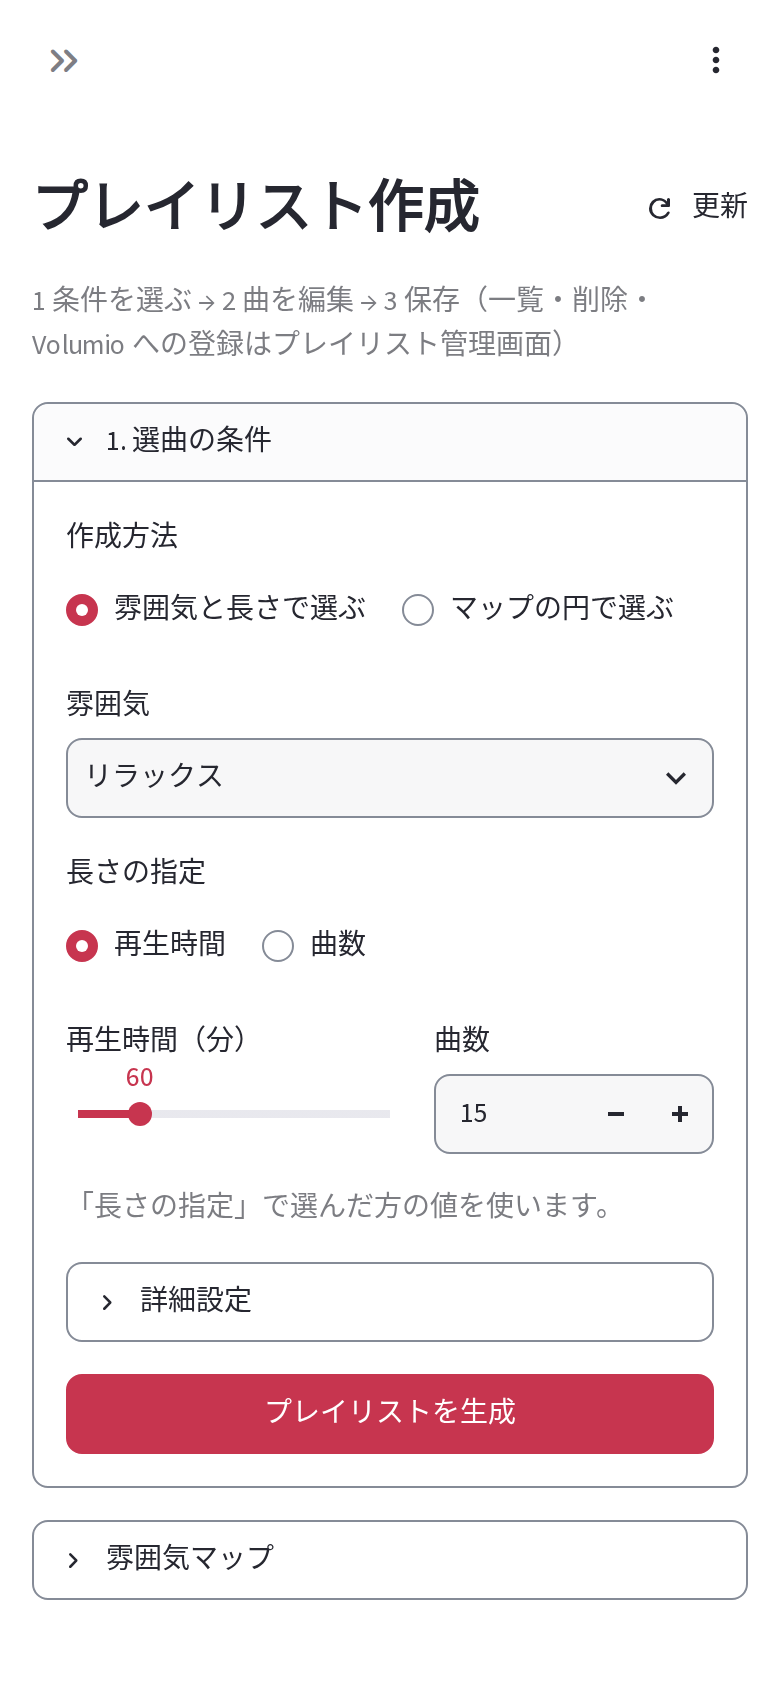 プレイリスト作成
更新
1 条件を選ぶ → 2 曲を編集 → 3 保存（一覧・削除・
Volumio への登録はプレイリスト管理画面）
1. 選曲の条件
作成方法
雰囲気と長さで選ぶ
マップの円で選ぶ
雰囲気
リラックス
長さの指定
再生時間
曲数
再生時間（分）
60
曲数
15
「長さの指定」で選んだ方の値を使います。
詳細設定
プレイリストを生成
雰囲気マップ